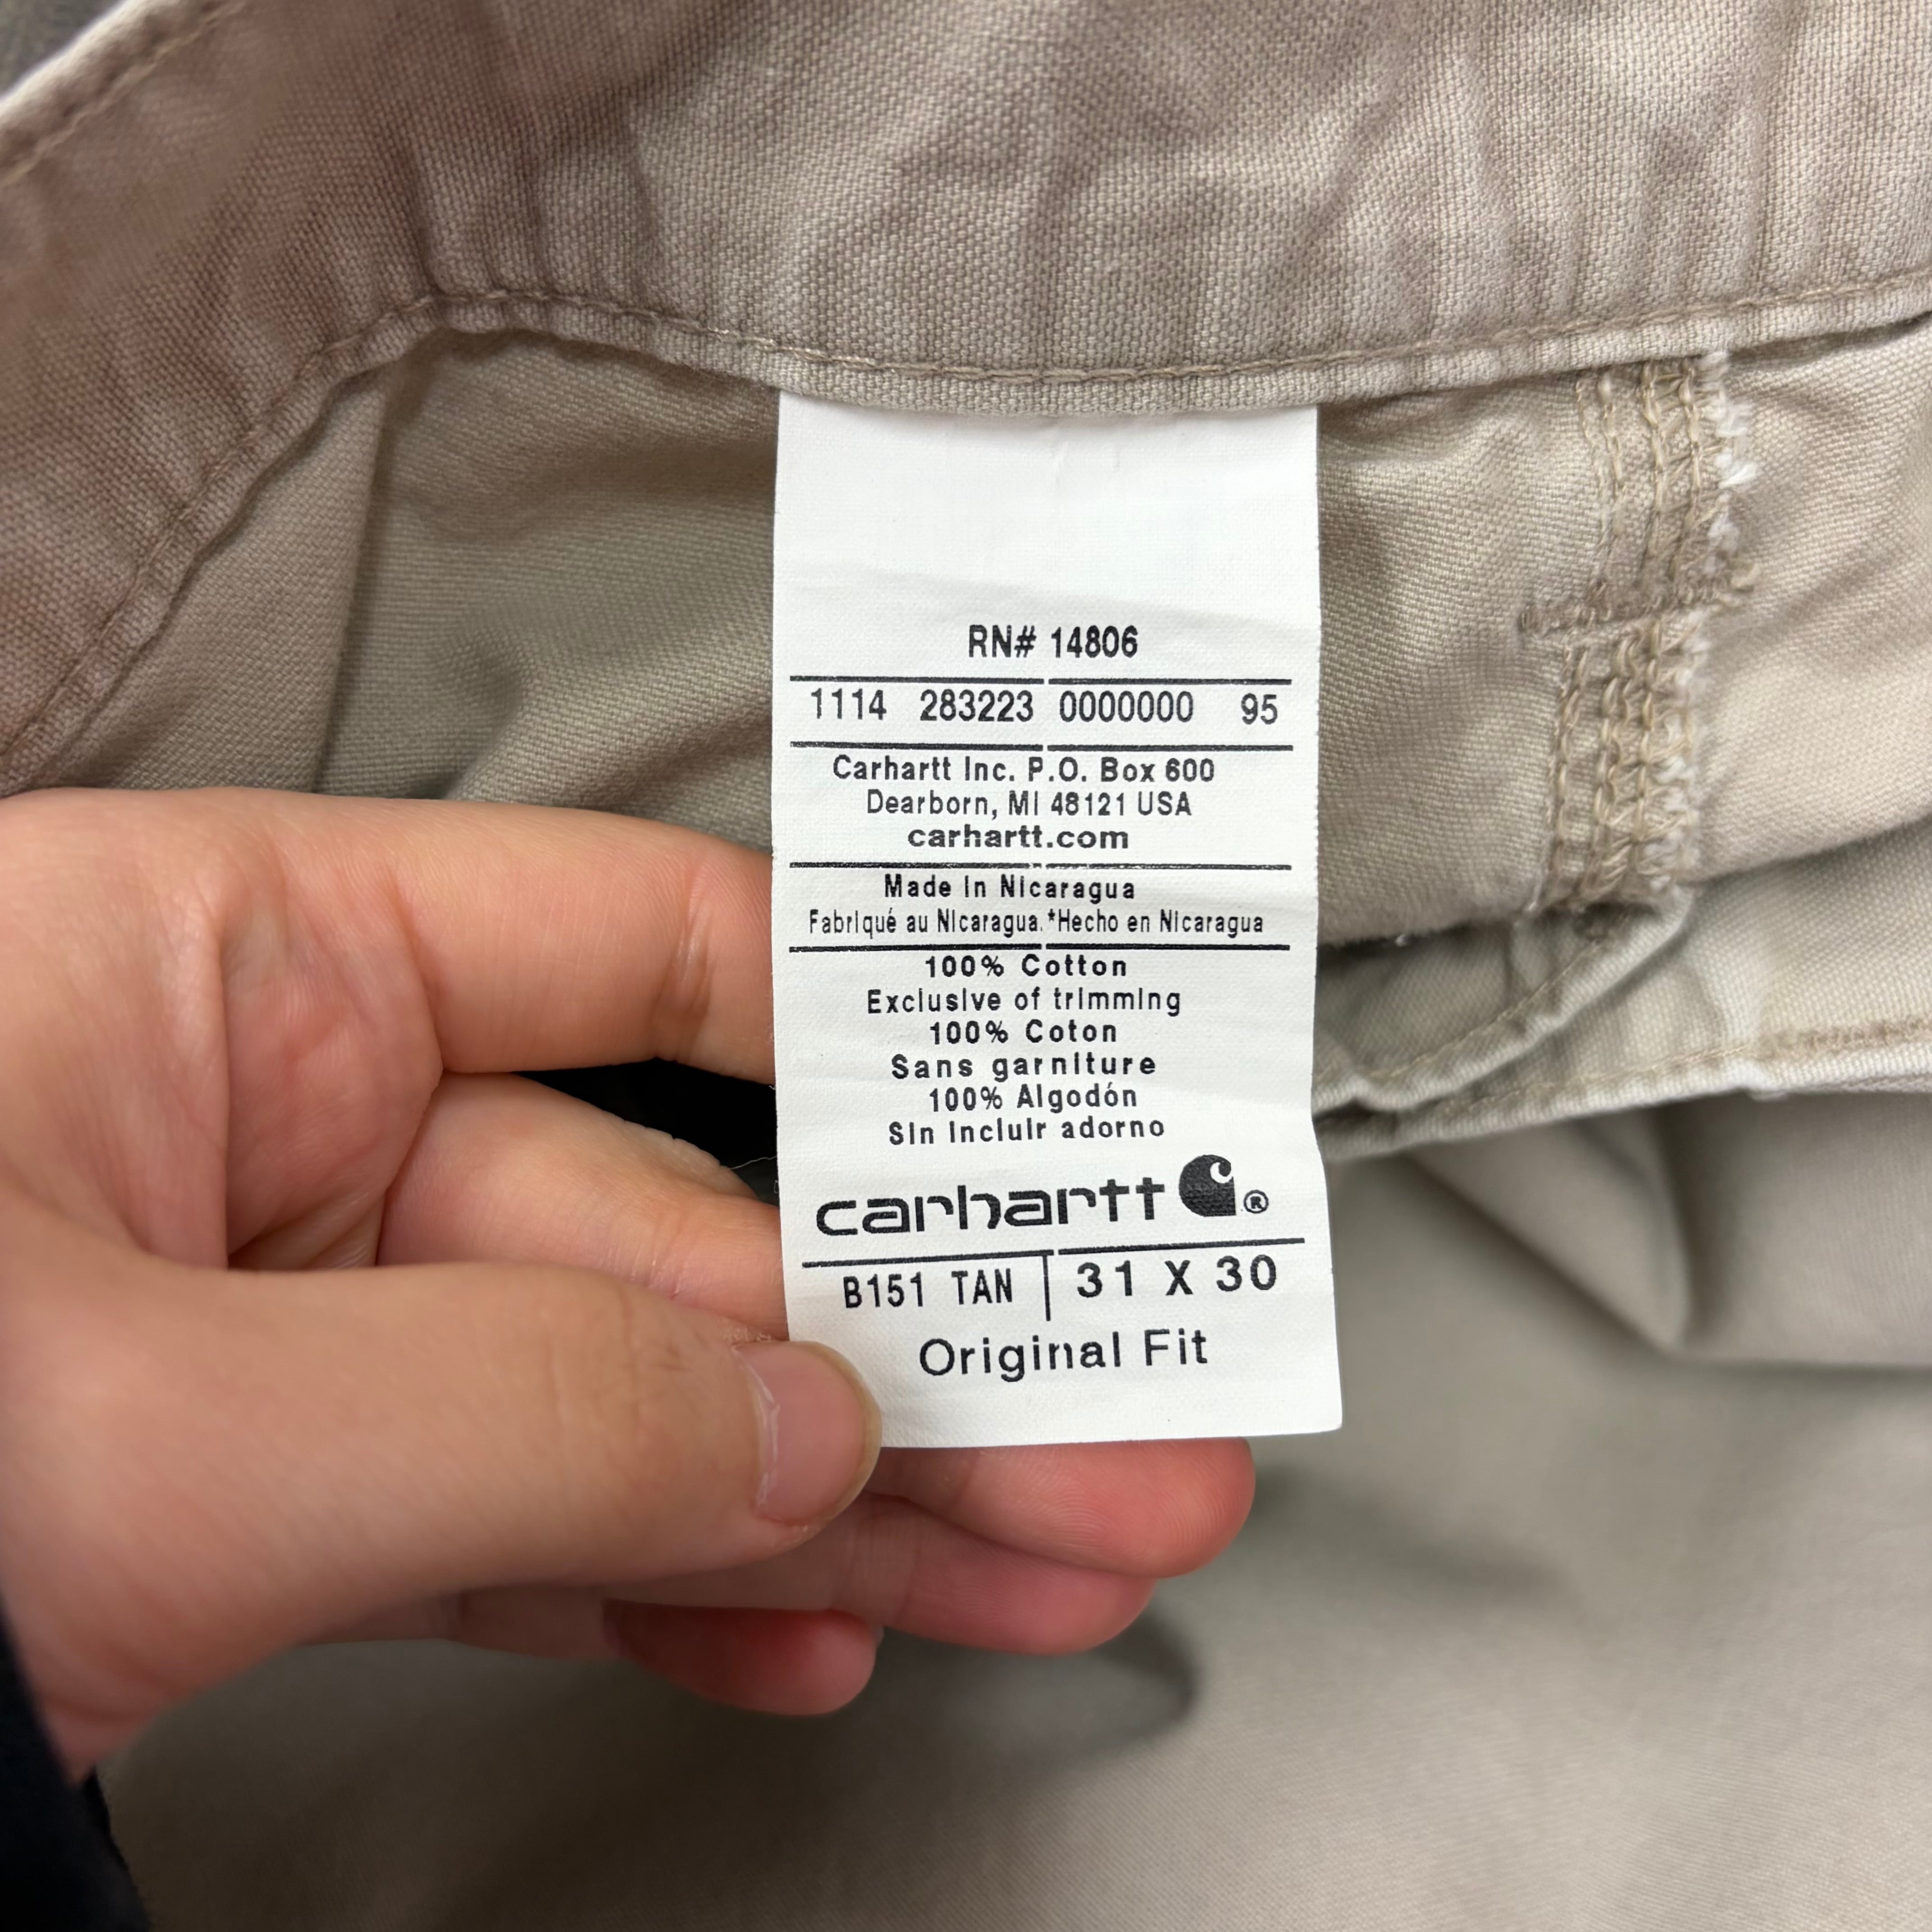 RN# 14806
1114 283223 0000000 95
Carhartt Inc. P.O. Box 600
Dearborn, MI 48121 USA
carhartt.com
Made in Nicaragua
Fabriqué au Nicaragua.*Hecho en Nicaragua
100% Cotton
Exclusive of trimming
100% Coton
Sans garniture
100% Algodón
Sin incluir adorno
carhartt ®
B151 TAN 31 X 30
Original Fit